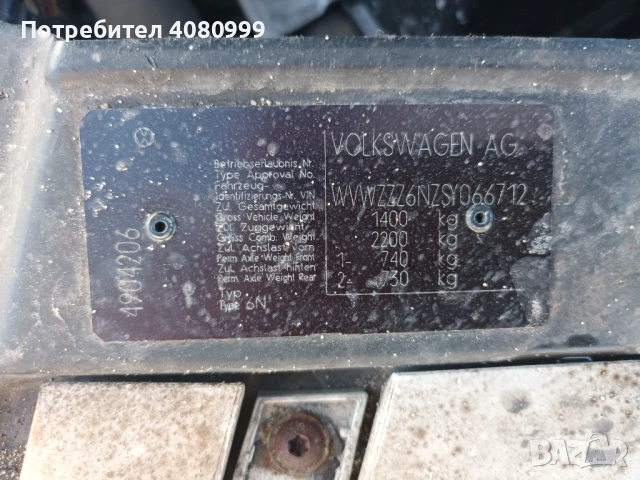 Потребител 4080999
VOLKSWAGEN AG
Betriebserlaubnis Nr.
Type Approval No.
Fahrzeug-
Identifizierungs-Nr. VIN WVWZZZ6NZSY066712
Zul. Gesamtgewicht
Gross Vehicle Weight 1400 kg
Zul. Zuggewicht
Gross Comb. Weight 2200 kg
Zul. Achslast vorn
Perm. Axle Weight Front 1- 740 kg
Zul. Achslast hinten
Perm. Axle Weight Rear 2- 730 kg
Typ
Type 6N
4904206
BAZAR